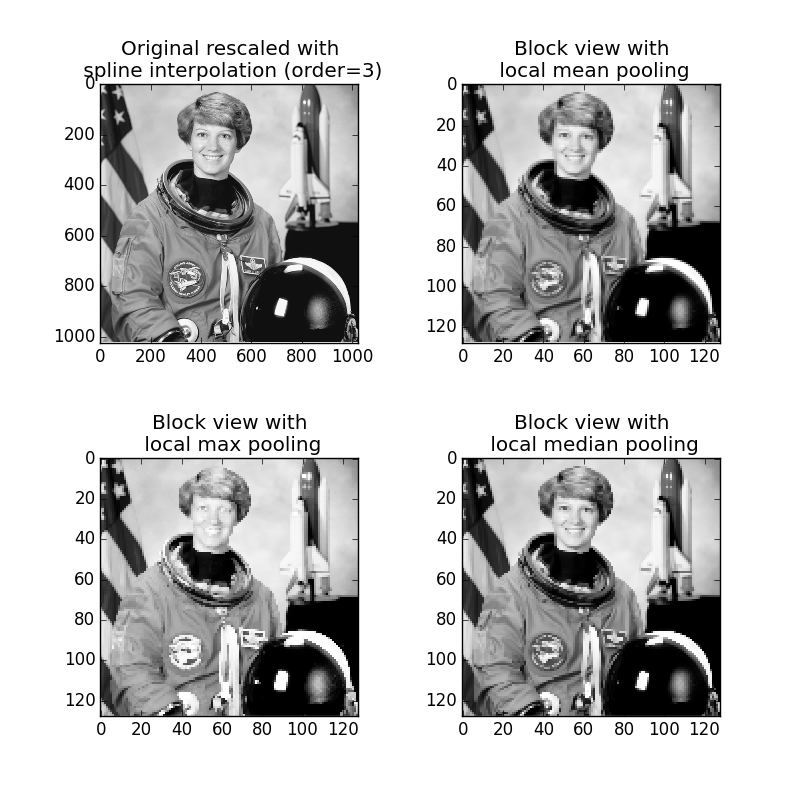 Original rescaled with
spline interpolation (order=3)
0
200
400
600
800
1000
0 200 400 600 800 1000
Block view with
local mean pooling
0
20
40
60
80
100
120
0 20 40 60 80 100 120
Block view with
local max pooling
0
20
40
60
80
100
120
0 20 40 60 80 100 120
Block view with
local median pooling
0
20
40
60
80
100
120
0 20 40 60 80 100 120